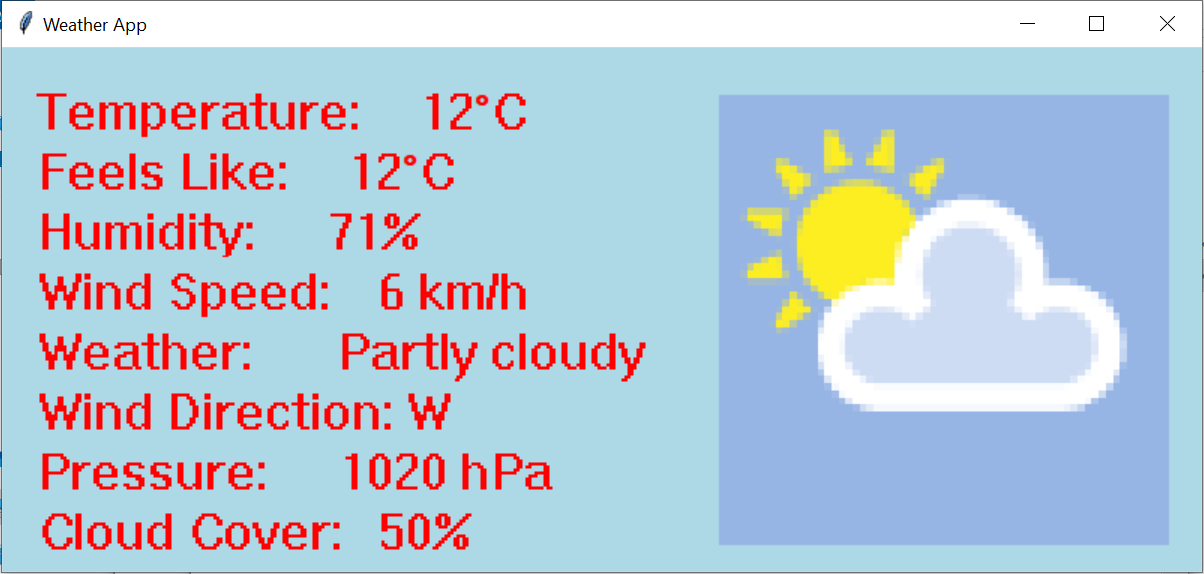 Weather App
Temperature: 12°C
Feels Like: 12°C
Humidity: 71%
Wind Speed: 6 km/h
Weather: Partly cloudy
Wind Direction: W
Pressure: 1020 hPa
Cloud Cover: 50%